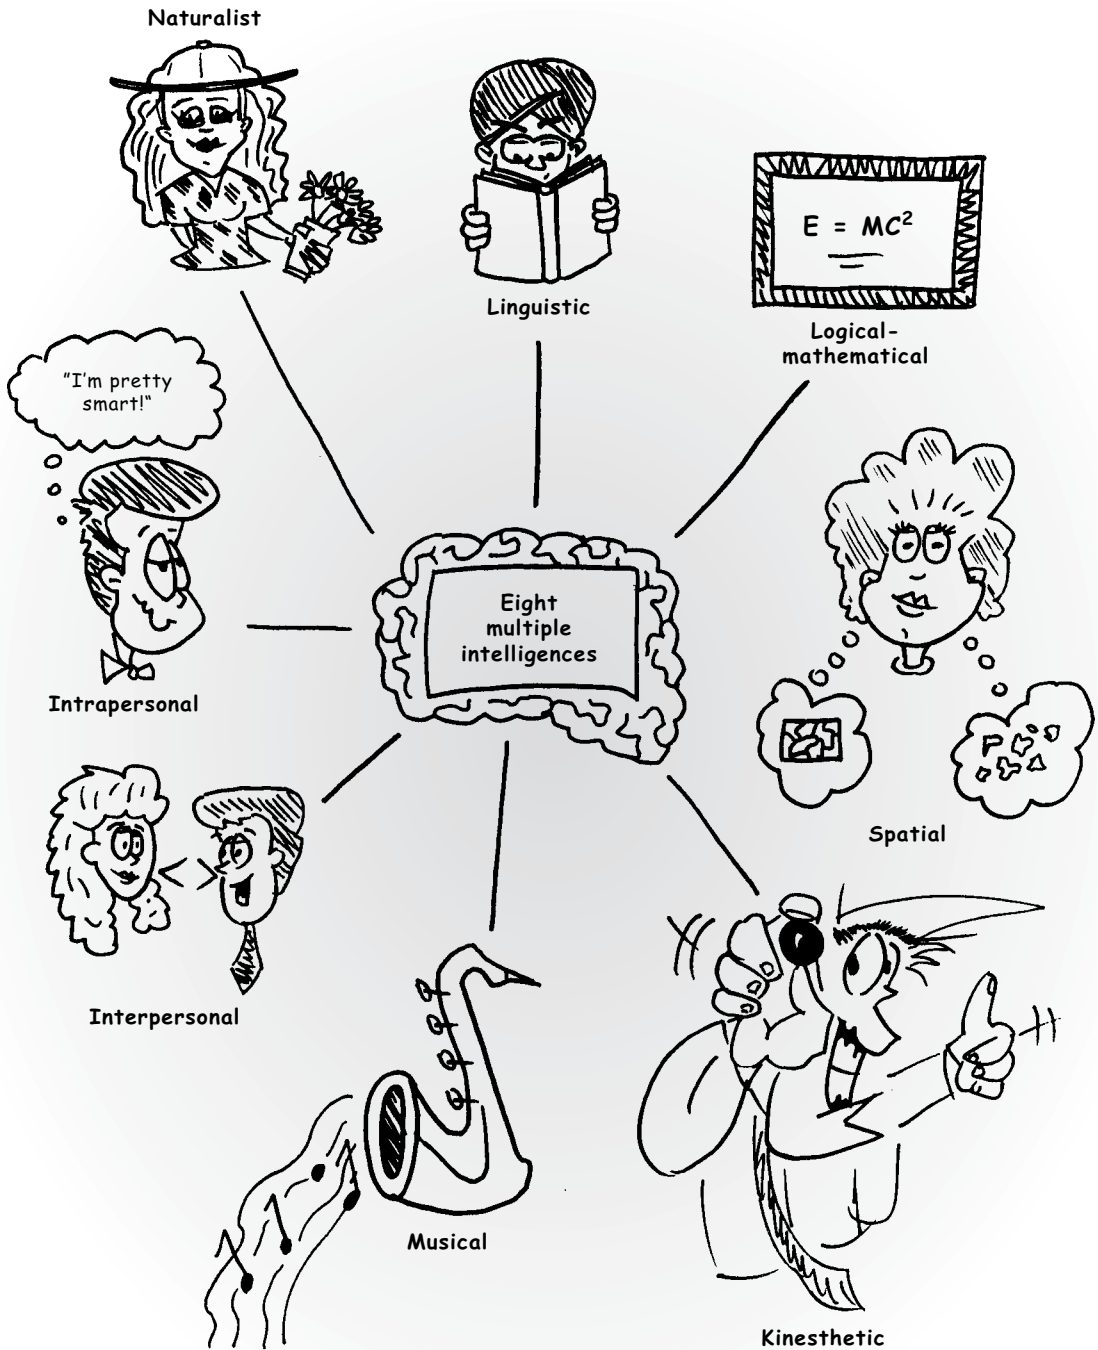 Naturalist
Linguistic
E = MC²
Logical-
mathematical
"I'm pretty
smart!"
Intrapersonal
Eight
multiple
intelligences
Spatial
Interpersonal
Musical
Kinesthetic